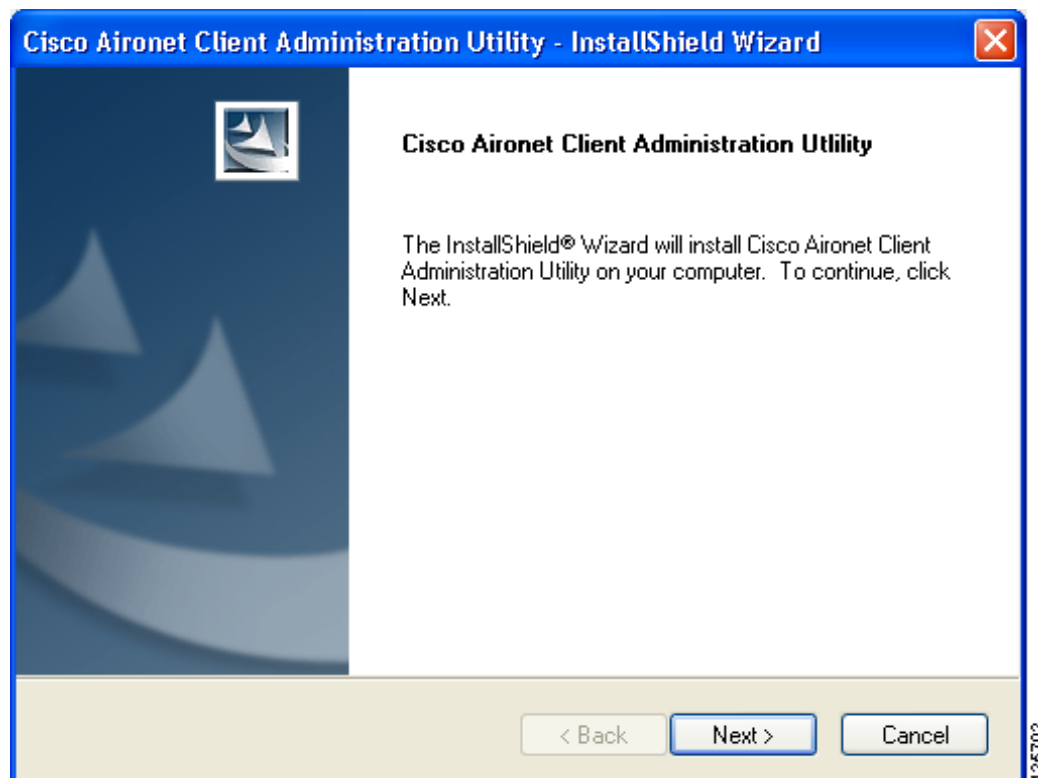 Cisco Aironet Client Administration Utility - InstallShield Wizard
Cisco Aironet Client Administration Utlility
The InstallShield® Wizard will install Cisco Aironet Client
Administration Utility on your computer. To continue, click
Next.
< Back
Next >
Cancel